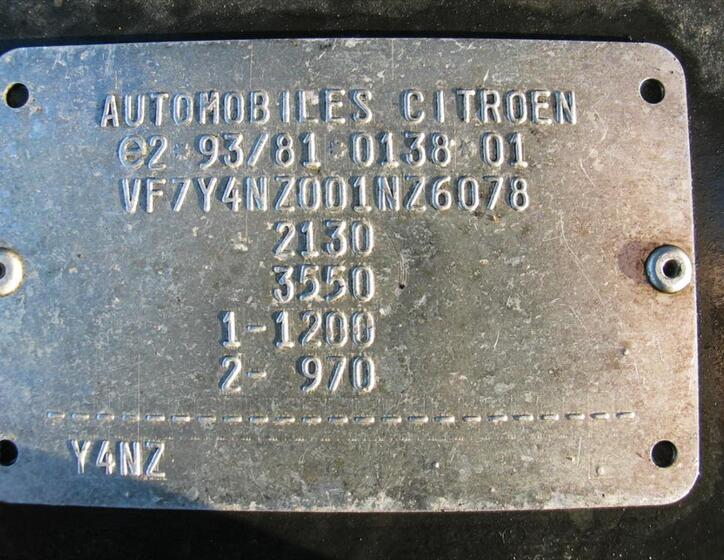 AUTOMOBILES CITROEN
e2*93/81*0138*01
VF7Y4NZ001NZ6078
2130
3550
1-1200
2- 970
Y4NZ